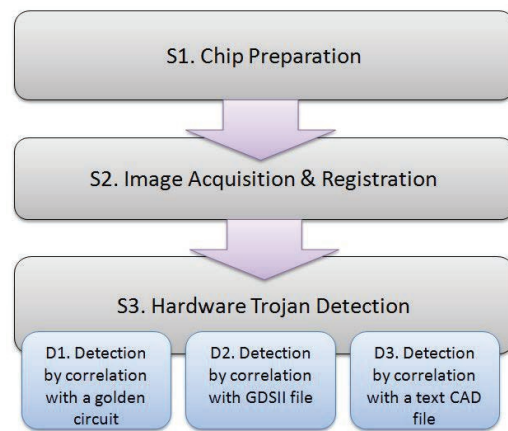 S1. Chip Preparation
S2. Image Acquisition & Registration
S3. Hardware Trojan Detection
D1. Detection
by correlation
with a golden
circuit
D2. Detection
by correlation
with GDSII file
D3. Detection
by correlation
with a text CAD
file